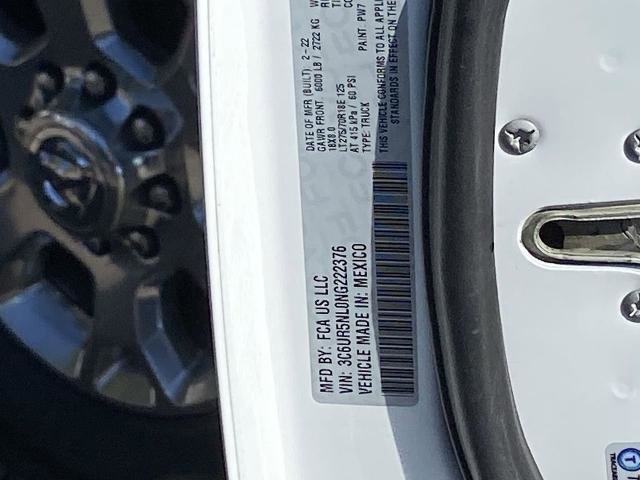 MFD BY: FCA US LLC
DATE OF MFR (BUILT) 2-22
GAWR FRONT: 6000 LB / 2722 KG
18X8.0
LT275/70R18E 125
AT 415 kPa / 60 PSI
TYPE: TRUCK
PAINT: PW7
VIN: 3C6UR5NL0NG222376
VEHICLE MADE IN: MEXICO
THIS VEHICLE CONFORMS TO ALL
STANDARDS IN EFFECT ON THE
T